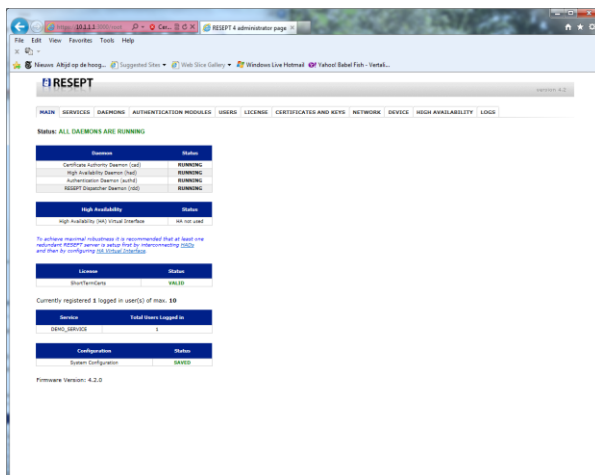 https://10.1.1.1
Cer...
RESEPT 4 administrator page
File Edit View Favorites Tools Help
Nieuws Altijd op de hoog... Suggested Sites Web Slice Gallery Windows Live Hotmail Yahoo! Babel Fish - Vertali...
RESEPT
version 4.2
MAIN SERVICES DAEMONS AUTHENTICATION MODULES USERS LICENSE CERTIFICATES AND KEYS NETWORK DEVICE HIGH AVAILABILITY LOGS
Status: ALL DAEMONS ARE RUNNING
Daemon Status
Certificate Authority Daemon (cad) RUNNING
High Availability Daemon (had) RUNNING
Authentication Daemon (authd) RUNNING
RESEPT Dispatcher Daemon (rdd) RUNNING
High Availability Status
High Availability (HA) Virtual Interface HA not used
To achieve maximal robustness it is recommended that at least one
redundant RESEPT server is setup first by interconnecting HADs
and then by configuring HA Virtual Interface.
License Status
ShortTermCerts VALID
Currently registered 1 logged in user(s) of max. 10
Service Total Users Logged in
DEMO_SERVICE 1
Configuration Status
System Configuration SAVED
Firmware Version: 4.2.0